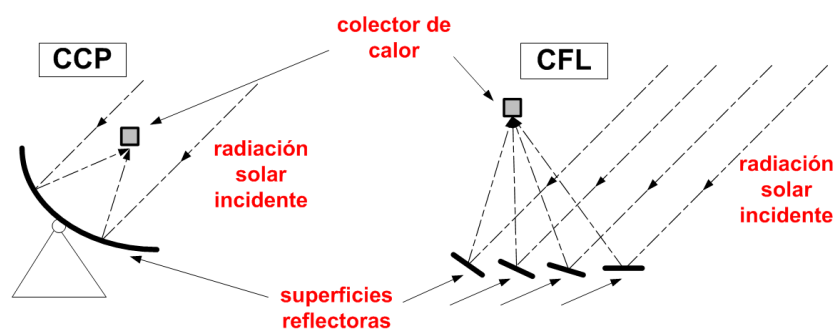 colector de
calor
CCP
CFL
radiación
solar
incidente
radiación
solar
incidente
superficies
reflectoras